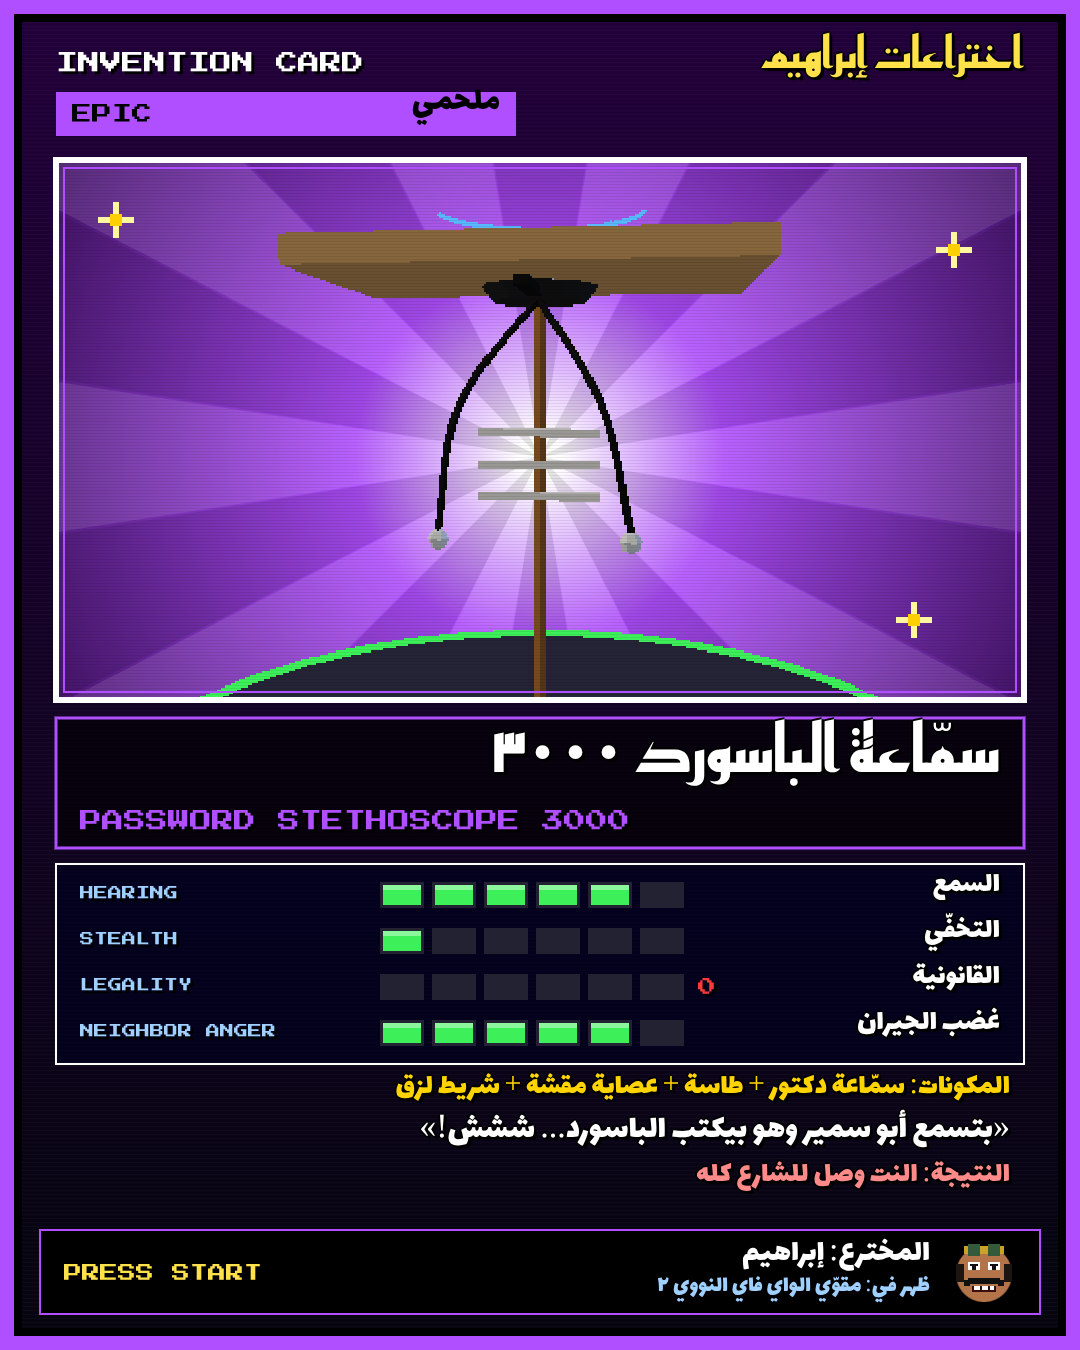 INVENTION CARD
اختراعات إبراهيم
EPIC
ملحمي
سمّاعة الباسورد ٣٠٠٠
PASSWORD STETHOSCOPE 3000
HEARING السمع
STEALTH التخفّي
LEGALITY 0 القانونية
NEIGHBOR ANGER غضب الجيران
المكونات: سمّاعة دكتور + طاسة + عصاية مقشة + شريط لزق
«بتسمع أبو سمير وهو بيكتب الباسورد... ششش!»
النتيجة: النت وصل للشارع كله
المخترع: إبراهيم
ظهر في: مقوّي الواي فاي النووي ٢
PRESS START